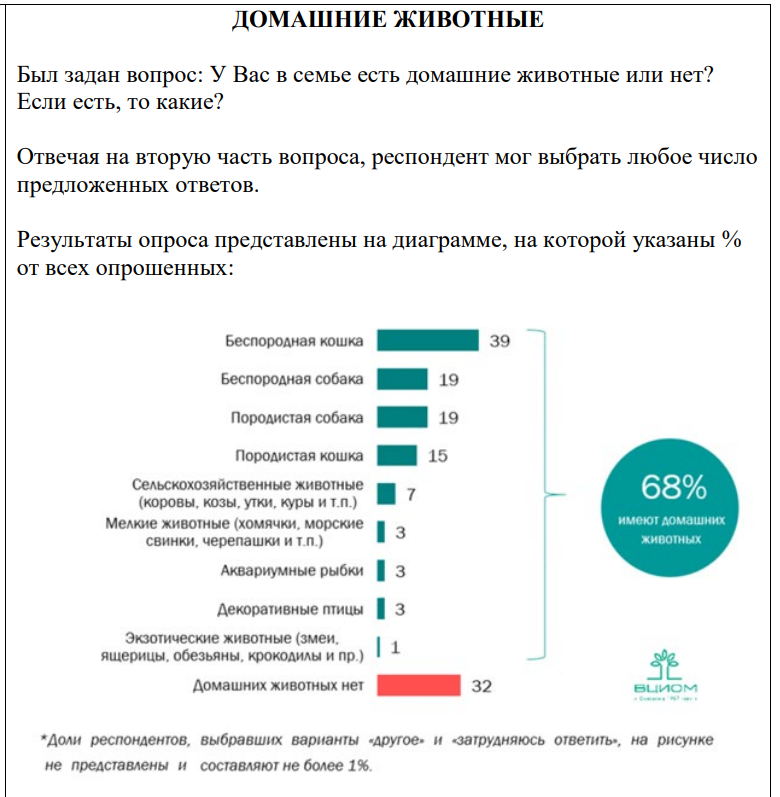 ДОМАШНИЕ ЖИВОТНЫЕ
Был задан вопрос: У Вас в семье есть домашние животные или нет?
Если есть, то какие?
Отвечая на вторую часть вопроса, респондент мог выбрать любое число
предложенных ответов.
Результаты опроса представлены на диаграмме, на которой указаны %
от всех опрошенных:
Беспородная кошка 39
Беспородная собака 19
Породистая собака 19
Породистая кошка 15
Сельскохозяйственные животные
(коровы, козы, утки, куры и т.п.) 7
Мелкие животные (хомячки, морские
свинки, черепашки и т.п.) 3
Аквариумные рыбки 3
Декоративные птицы 3
Экзотические животные (змеи,
ящерицы, обезьяны, крокодилы и пр.) 1
Домашних животных нет 32
68%
имеют домашних
животных
ВЦИОМ
*Доли респондентов, выбравших варианты «другое» и «затрудняюсь ответить», на рисунке
не представлены и составляют не более 1%.